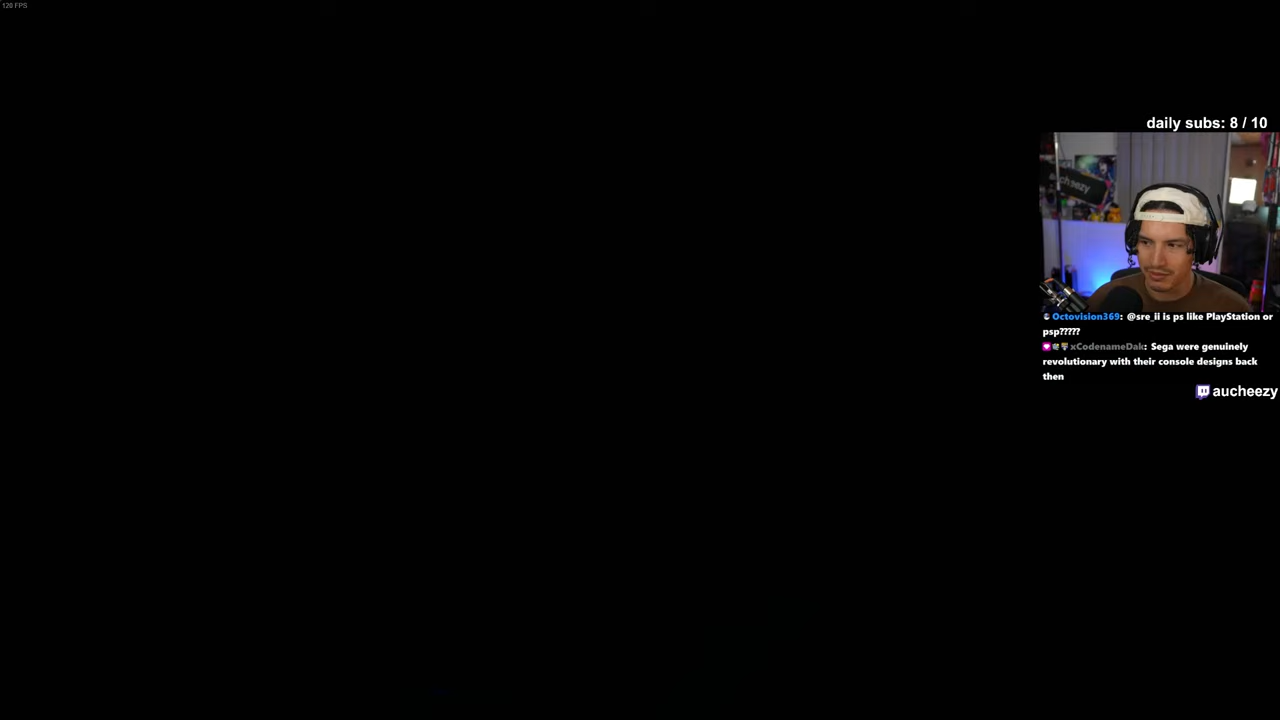 120 FPS
daily subs: 8 / 10
Octovision369: @sre_ii is ps like PlayStation or
psp?????
xCodenameDak: Sega were genuinely
revolutionary with their console designs back
then
aucheezy